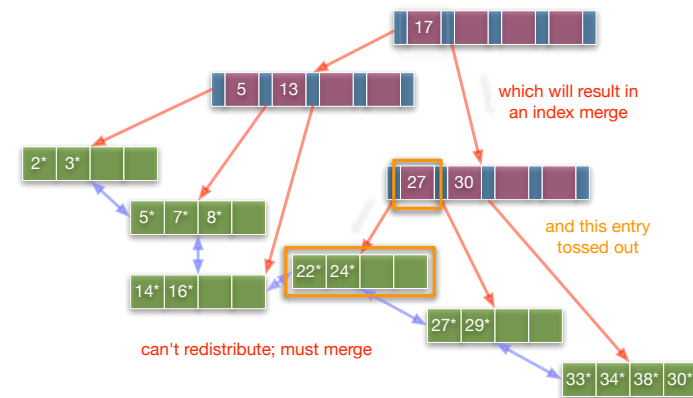 17
5 13
which will result in
an index merge
2* 3*
27 30
5* 7* 8*
and this entry
tossed out
22* 24*
14* 16*
27* 29*
can't redistribute; must merge
33* 34* 38* 30*